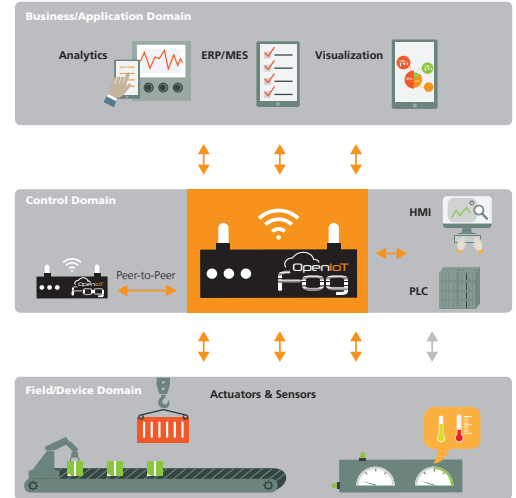 Business/Application Domain
Analytics
ERP/MES
Visualization
Control Domain
HMI
OpenIoT
Fog
Peer-to-Peer
OpenIoT
Fog
PLC
Field/Device Domain
Actuators & Sensors